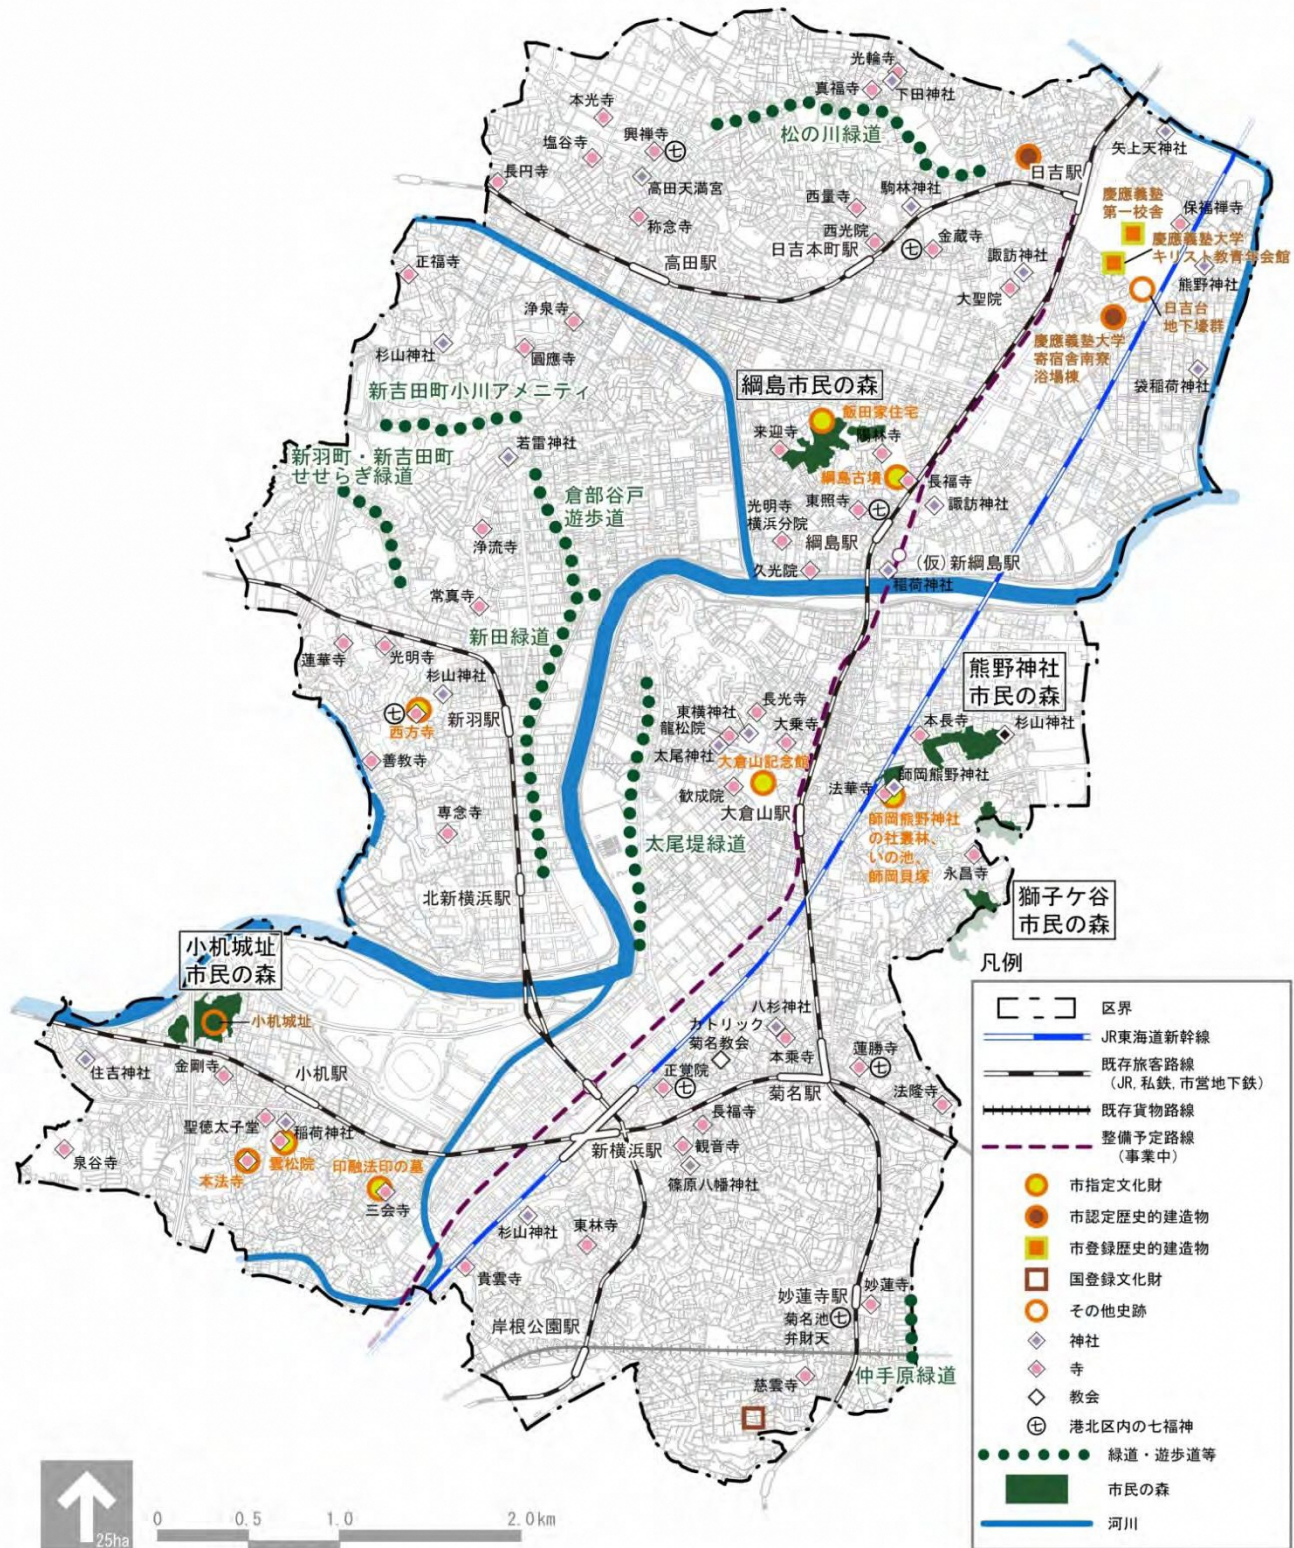 光輪寺
真福寺
下田神社
本光寺
松の川緑道
興禅寺
七
塩谷寺
矢上天神社
日吉駅
長円寺
高田天満宮
西量寺
駒林神社
慶應義塾
第一校舎
保福禅寺
称念寺
西光院
日吉本町駅
七
金蔵寺
慶應義塾大学
キリスト教青年会館
高田駅
諏訪神社
正福寺
大聖院
熊野神社
日吉台
地下壕群
浄泉寺
杉山神社
圓應寺
慶應義塾大学
寄宿舎南寮
浴場棟
袋稲荷神社
綱島市民の森
新吉田町小川アメニティ
飯田家住宅
来迎寺
陽林寺
若雷神社
新羽町・新吉田町
せせらぎ緑道
綱島古墳
長福寺
倉部谷戸
遊歩道
東照寺
七
諏訪神社
光明寺
横浜分院
浄流寺
綱島駅
(仮)新綱島駅
久光院
稲荷神社
常真寺
新田緑道
蓮華寺
光明寺
杉山神社
熊野神社
市民の森
長光寺
東横神社
七
西方寺
新羽駅
龍松院
大乗寺
本長寺
杉山神社
太尾神社
善教寺
大倉山記念館
師岡熊野神社
歓成院
法華寺
大倉山駅
専念寺
師岡熊野神社
の社叢林、
いの池、
師岡貝塚
太尾堤緑道
永昌寺
北新横浜駅
獅子ケ谷
市民の森
小机城址
市民の森
小机城址
八杉神社
カトリック
菊名教会
本乗寺
蓮勝寺
七
住吉神社
金剛寺
小机駅
正覚院
七
菊名駅
法隆寺
聖徳太子堂
稲荷神社
長福寺
泉谷寺
雲松院
新横浜駅
観音寺
本法寺
印融法印の墓
篠原八幡神社
三会寺
杉山神社
東林寺
貴雲寺
妙蓮寺駅
妙蓮寺
菊名池
弁財天
七
岸根公園駅
仲手原緑道
慈雲寺
凡例
区界
JR東海道新幹線
既存旅客路線
(JR,私鉄,市営地下鉄)
既存貨物路線
整備予定路線
(事業中)
市指定文化財
市認定歴史的建造物
市登録歴史的建造物
国登録文化財
その他史跡
神社
寺
教会
七
港北区内の七福神
緑道・遊歩道等
市民の森
河川
25ha
0 0.5 1.0 2.0km